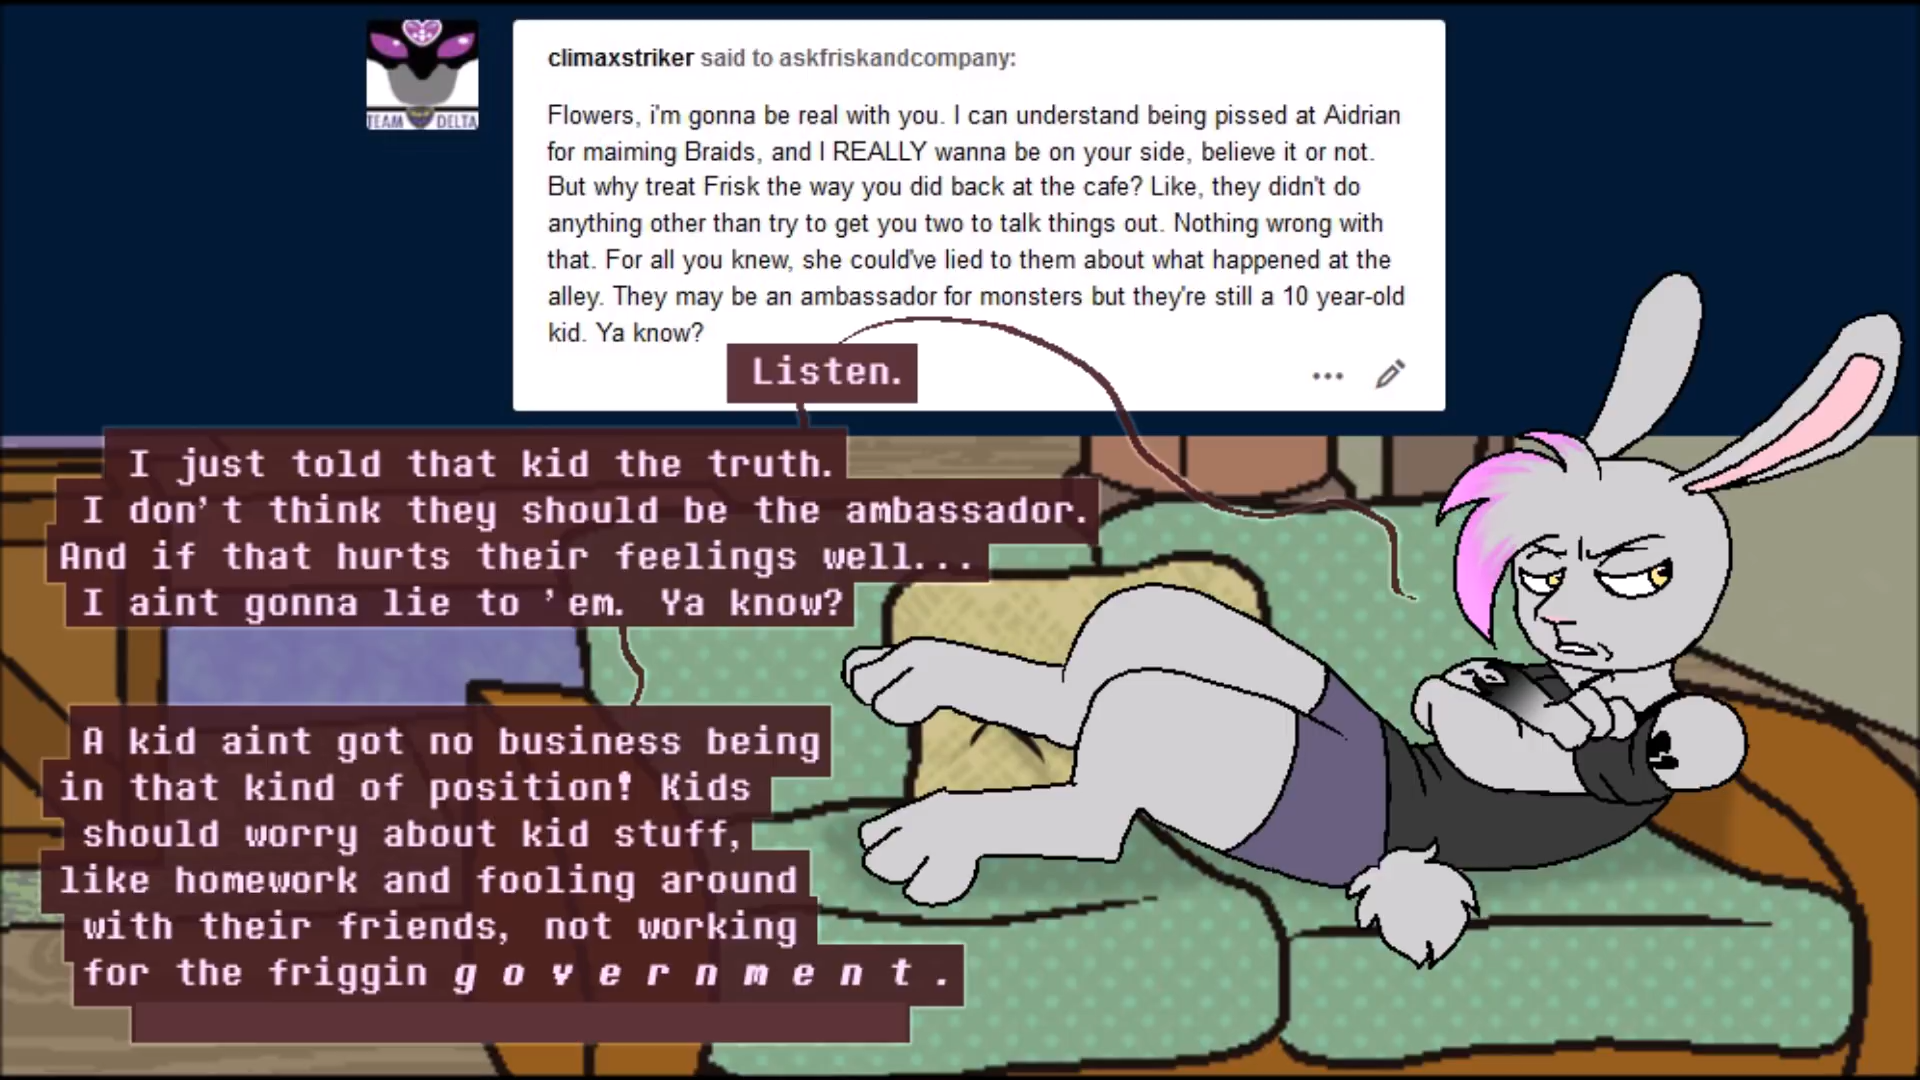 climaxstriker said to askfriskandcompany:
Flowers, i'm gonna be real with you. I can understand being pissed at Aidrian
for maiming Braids, and I REALLY wanna be on your side, believe it or not.
But why treat Frisk the way you did back at the cafe? Like, they didn't do
anything other than try to get you two to talk things out. Nothing wrong with
that. For all you knew, she could've lied to them about what happened at the
alley. They may be an ambassador for monsters but they're still a 10 year-old
kid. Ya know?
TEAM DELTA
Listen.
I just told that kid the truth.
I don't think they should be the ambassador.
And if that hurts their feelings well...
I aint gonna lie to 'em. Ya know?
A kid aint got no business being
in that kind of position! Kids
should worry about kid stuff,
like homework and fooling around
with their friends, not working
for the friggin government.